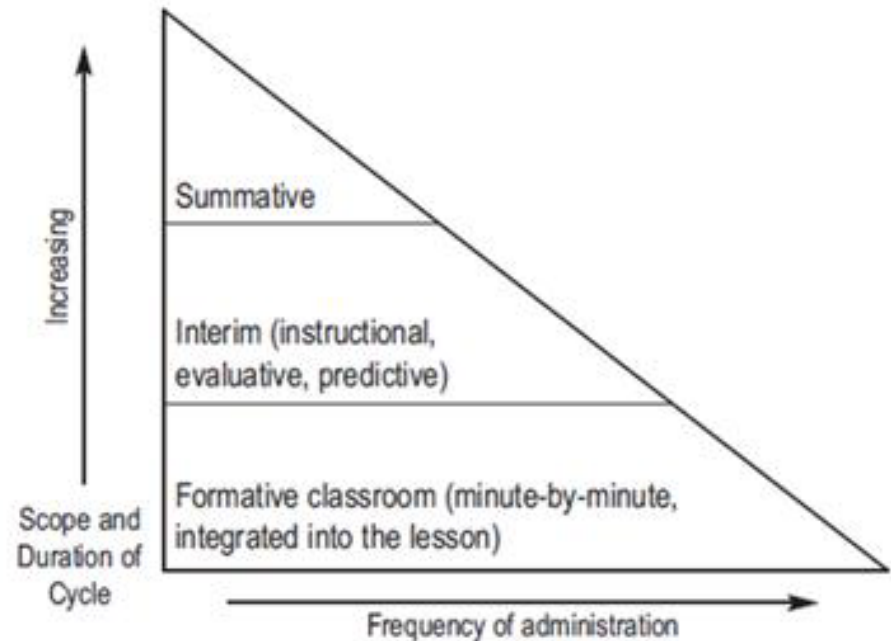 Increasing
Summative
Interim (instructional,
evaluative, predictive)
Formative classroom (minute-by-minute,
integrated into the lesson)
Scope and
Duration of
Cycle
Frequency of administration